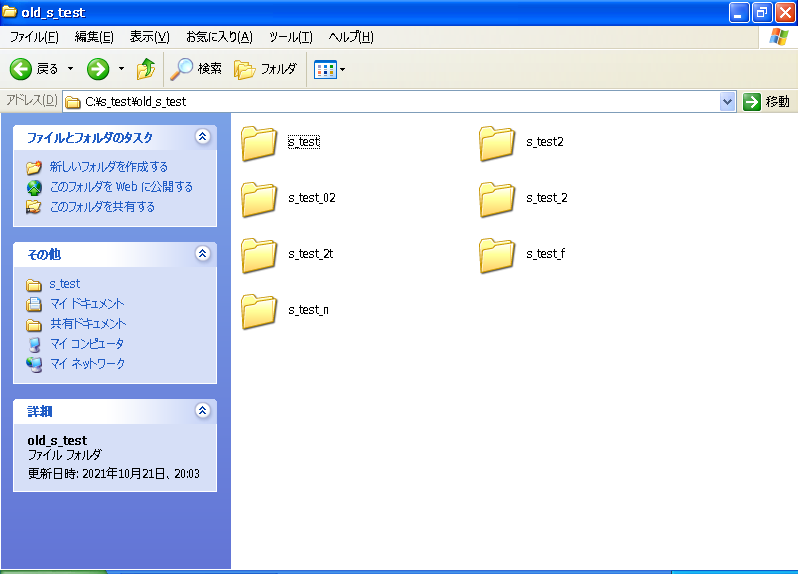 old_s_test
ファイル(F) 編集(E) 表示(V) お気に入り(A) ツール(T) ヘルプ(H)
戻る 検索 フォルダ
アドレス(D) C:¥s_test¥old_s_test 移動
ファイルとフォルダのタスク
新しいフォルダを作成する
このフォルダを Web に公開する
このフォルダを共有する
その他
s_test
マイ ドキュメント
共有ドキュメント
マイ コンピュータ
マイ ネットワーク
詳細
old_s_test
ファイル フォルダ
更新日時: 2021年10月21日、20:03
s_test s_test2
s_test_02 s_test_2
s_test_2t s_test_f
s_test_n